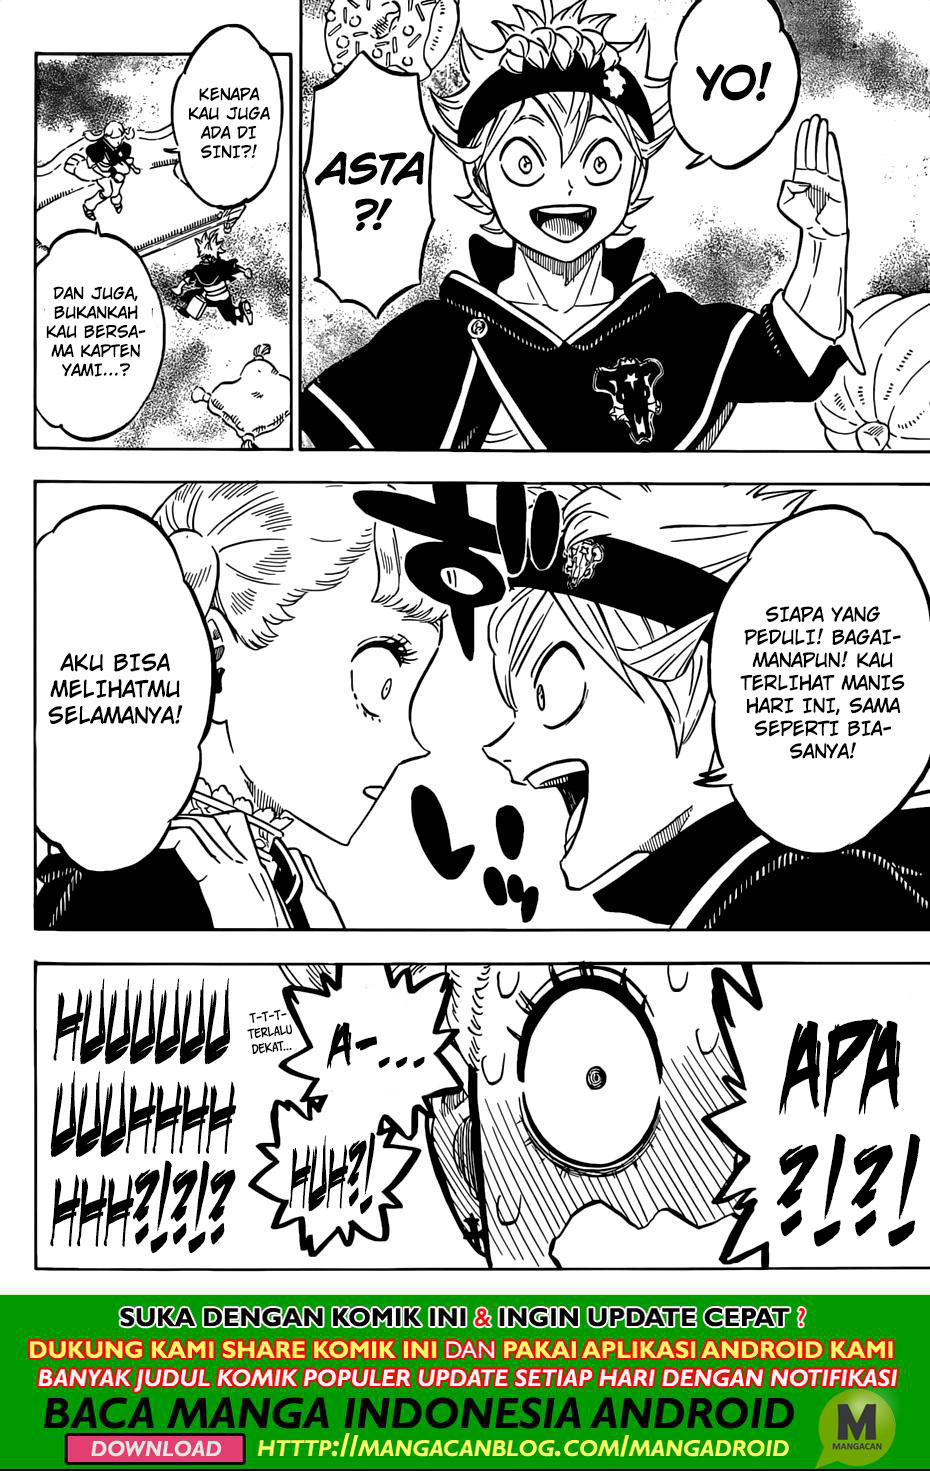 YO!
ASTA
?!
KENAPA
KAU JUGA
ADA DI
SINI?!
DAN JUGA,
BUKANKAH
KAU BERSA-
MA KAPTEN
YAMI...?
SIAPA YANG
PEDULI! BAGAI-
MANAPUN! KAU
TERLIHAT MANIS
HARI INI, SAMA
SEPERTI BIA-
SANYA!
AKU BISA
MELIHATMU
SELAMANYA!
APA
?!?!
A-...
HUH?!
T-T-T-
TERLALU
DEKAT...
HUUUUUU
UUUHHHH
HHH?!?!?
SUKA DENGAN KOMIK INI & INGIN UPDATE CEPAT ?
DUKUNG KAMI SHARE KOMIK INI DAN PAKAI APLIKASI ANDROID KAMI
BANYAK JUDUL KOMIK POPULER UPDATE SETIAP HARI DENGAN NOTIFIKASI
BACA MANGA INDONESIA ANDROID
DOWNLOAD HTTTP://MANGACANBLOG.COM/MANGADROID
M
MANGACAN